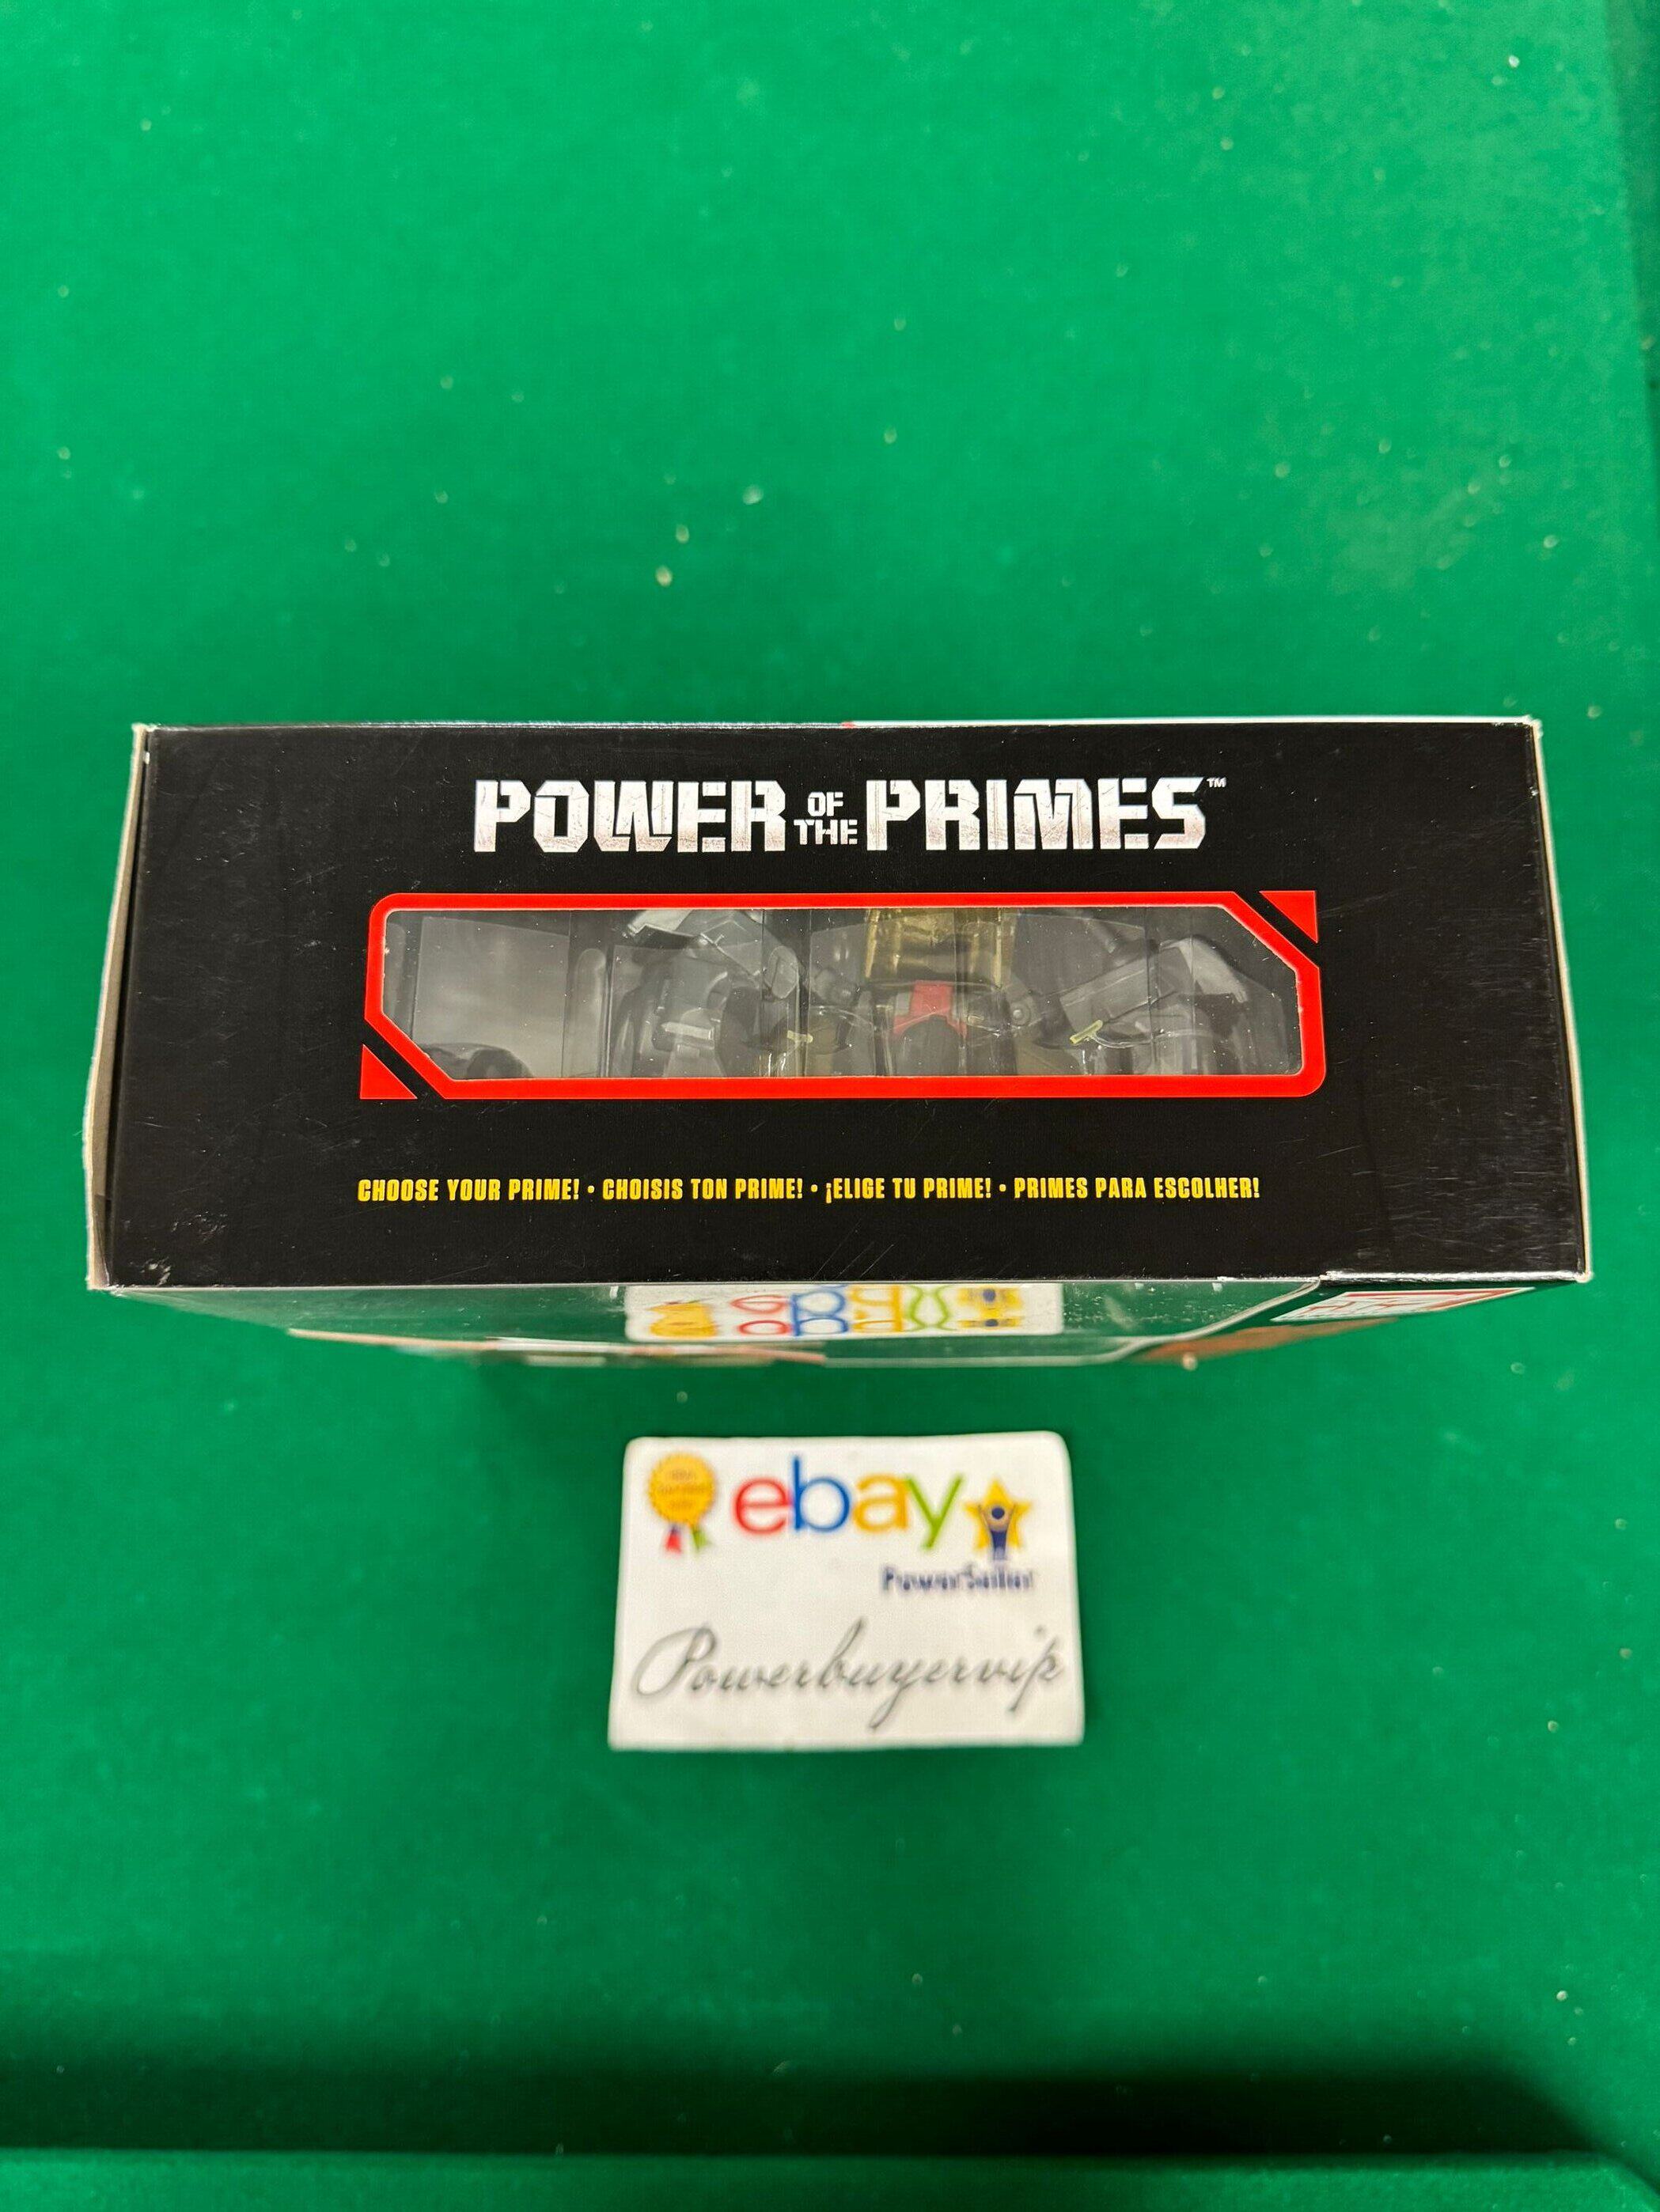 POWER OF THE PRIMES™
CHOOSE YOUR PRIME! • CHOISIS TON PRIME! • ¡ELIGE TU PRIME! • PRIMES PARA ESCOLHER!
ebay
PowerSeller
Powerbuyervip